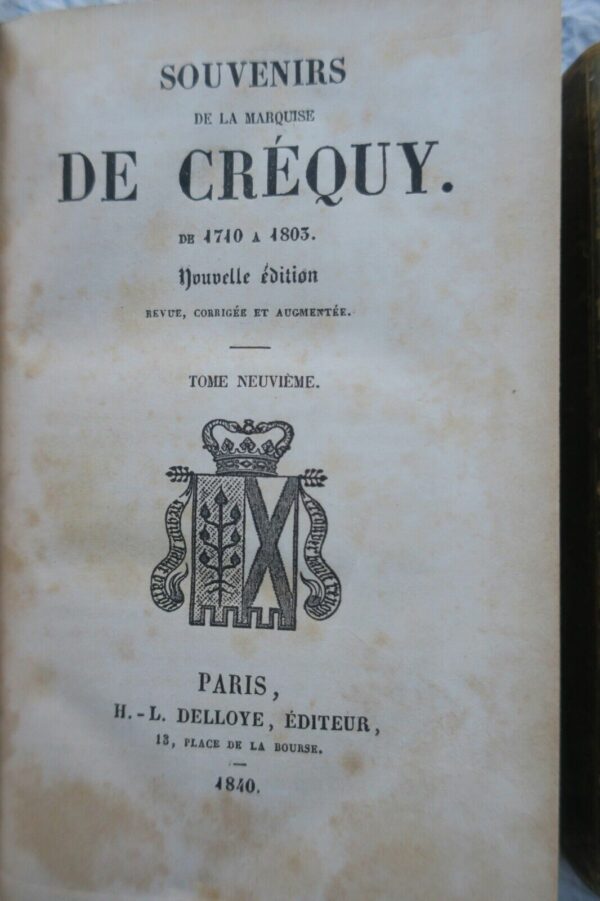 SOUVENIRS
DE LA MARQUISE
DE CRÉQUY.
DE 1710 A 1803.
Nouvelle édition
REVUE, CORRIGÉE ET AUGMENTÉE.
TOME NEUVIÈME.
PARIS,
H.-L. DELLOYE, ÉDITEUR,
13, PLACE DE LA BOURSE.
1840.